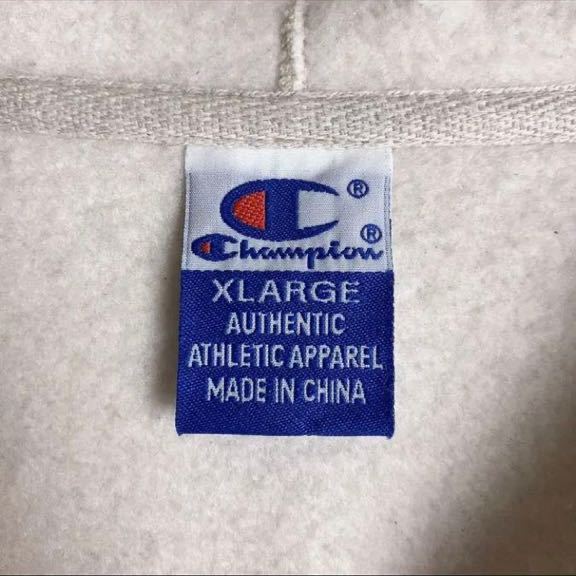 ®
Champion®
XLARGE
AUTHENTIC
ATHLETIC APPAREL
MADE IN CHINA